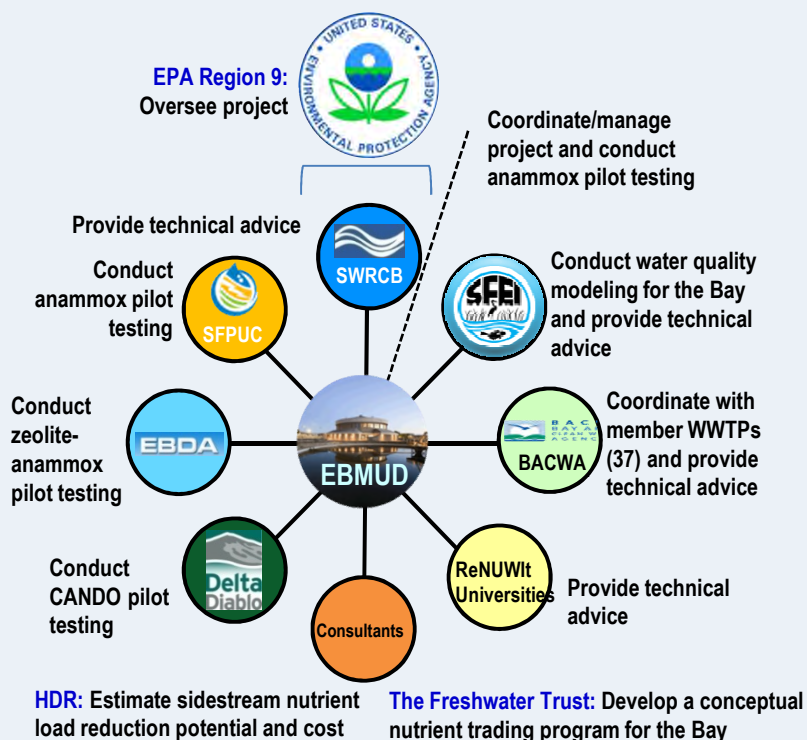 UNITED STATES
ENVIRONMENTAL PROTECTION AGENCY
EPA Region 9:
Oversee project
Coordinate/manage
project and conduct
anammox pilot testing
Provide technical advice
SWRCB
Conduct
anammox pilot
testing
SFPUC
SFEI
Conduct water quality
modeling for the Bay
and provide technical
advice
Conduct
zeolite-
anammox
pilot testing
EBDA
EBMUD
BAC
BAY A
CLEAN W
AGENC
BACWA
Coordinate with
member WWTPs
(37) and provide
technical advice
Conduct
CANDO pilot
testing
Delta
Diablo
Consultants
ReNUWIt
Universities
Provide technical
advice
HDR: Estimate sidestream nutrient
load reduction potential and cost
The Freshwater Trust: Develop a conceptual
nutrient trading program for the Bay